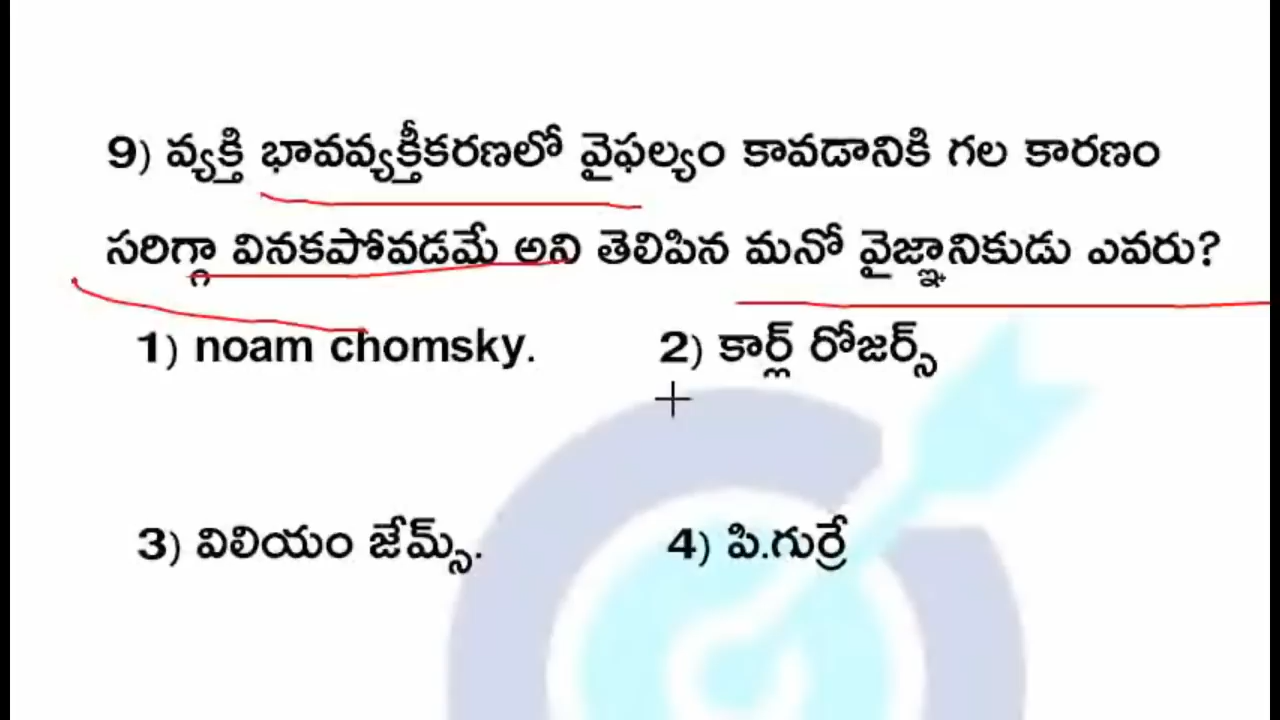 9) వ్యక్తి భావవ్యక్తీకరణలో వైఫల్యం కావడానికి గల కారణం
సరిగ్గా వినకపోవడమే అని తెలిపిన మనో వైజ్ఞానికుడు ఎవరు?
1) noam chomsky. 2) కార్ల్ రోజర్స్
3) విలియం జేమ్స్. 4) పి.గుర్రే